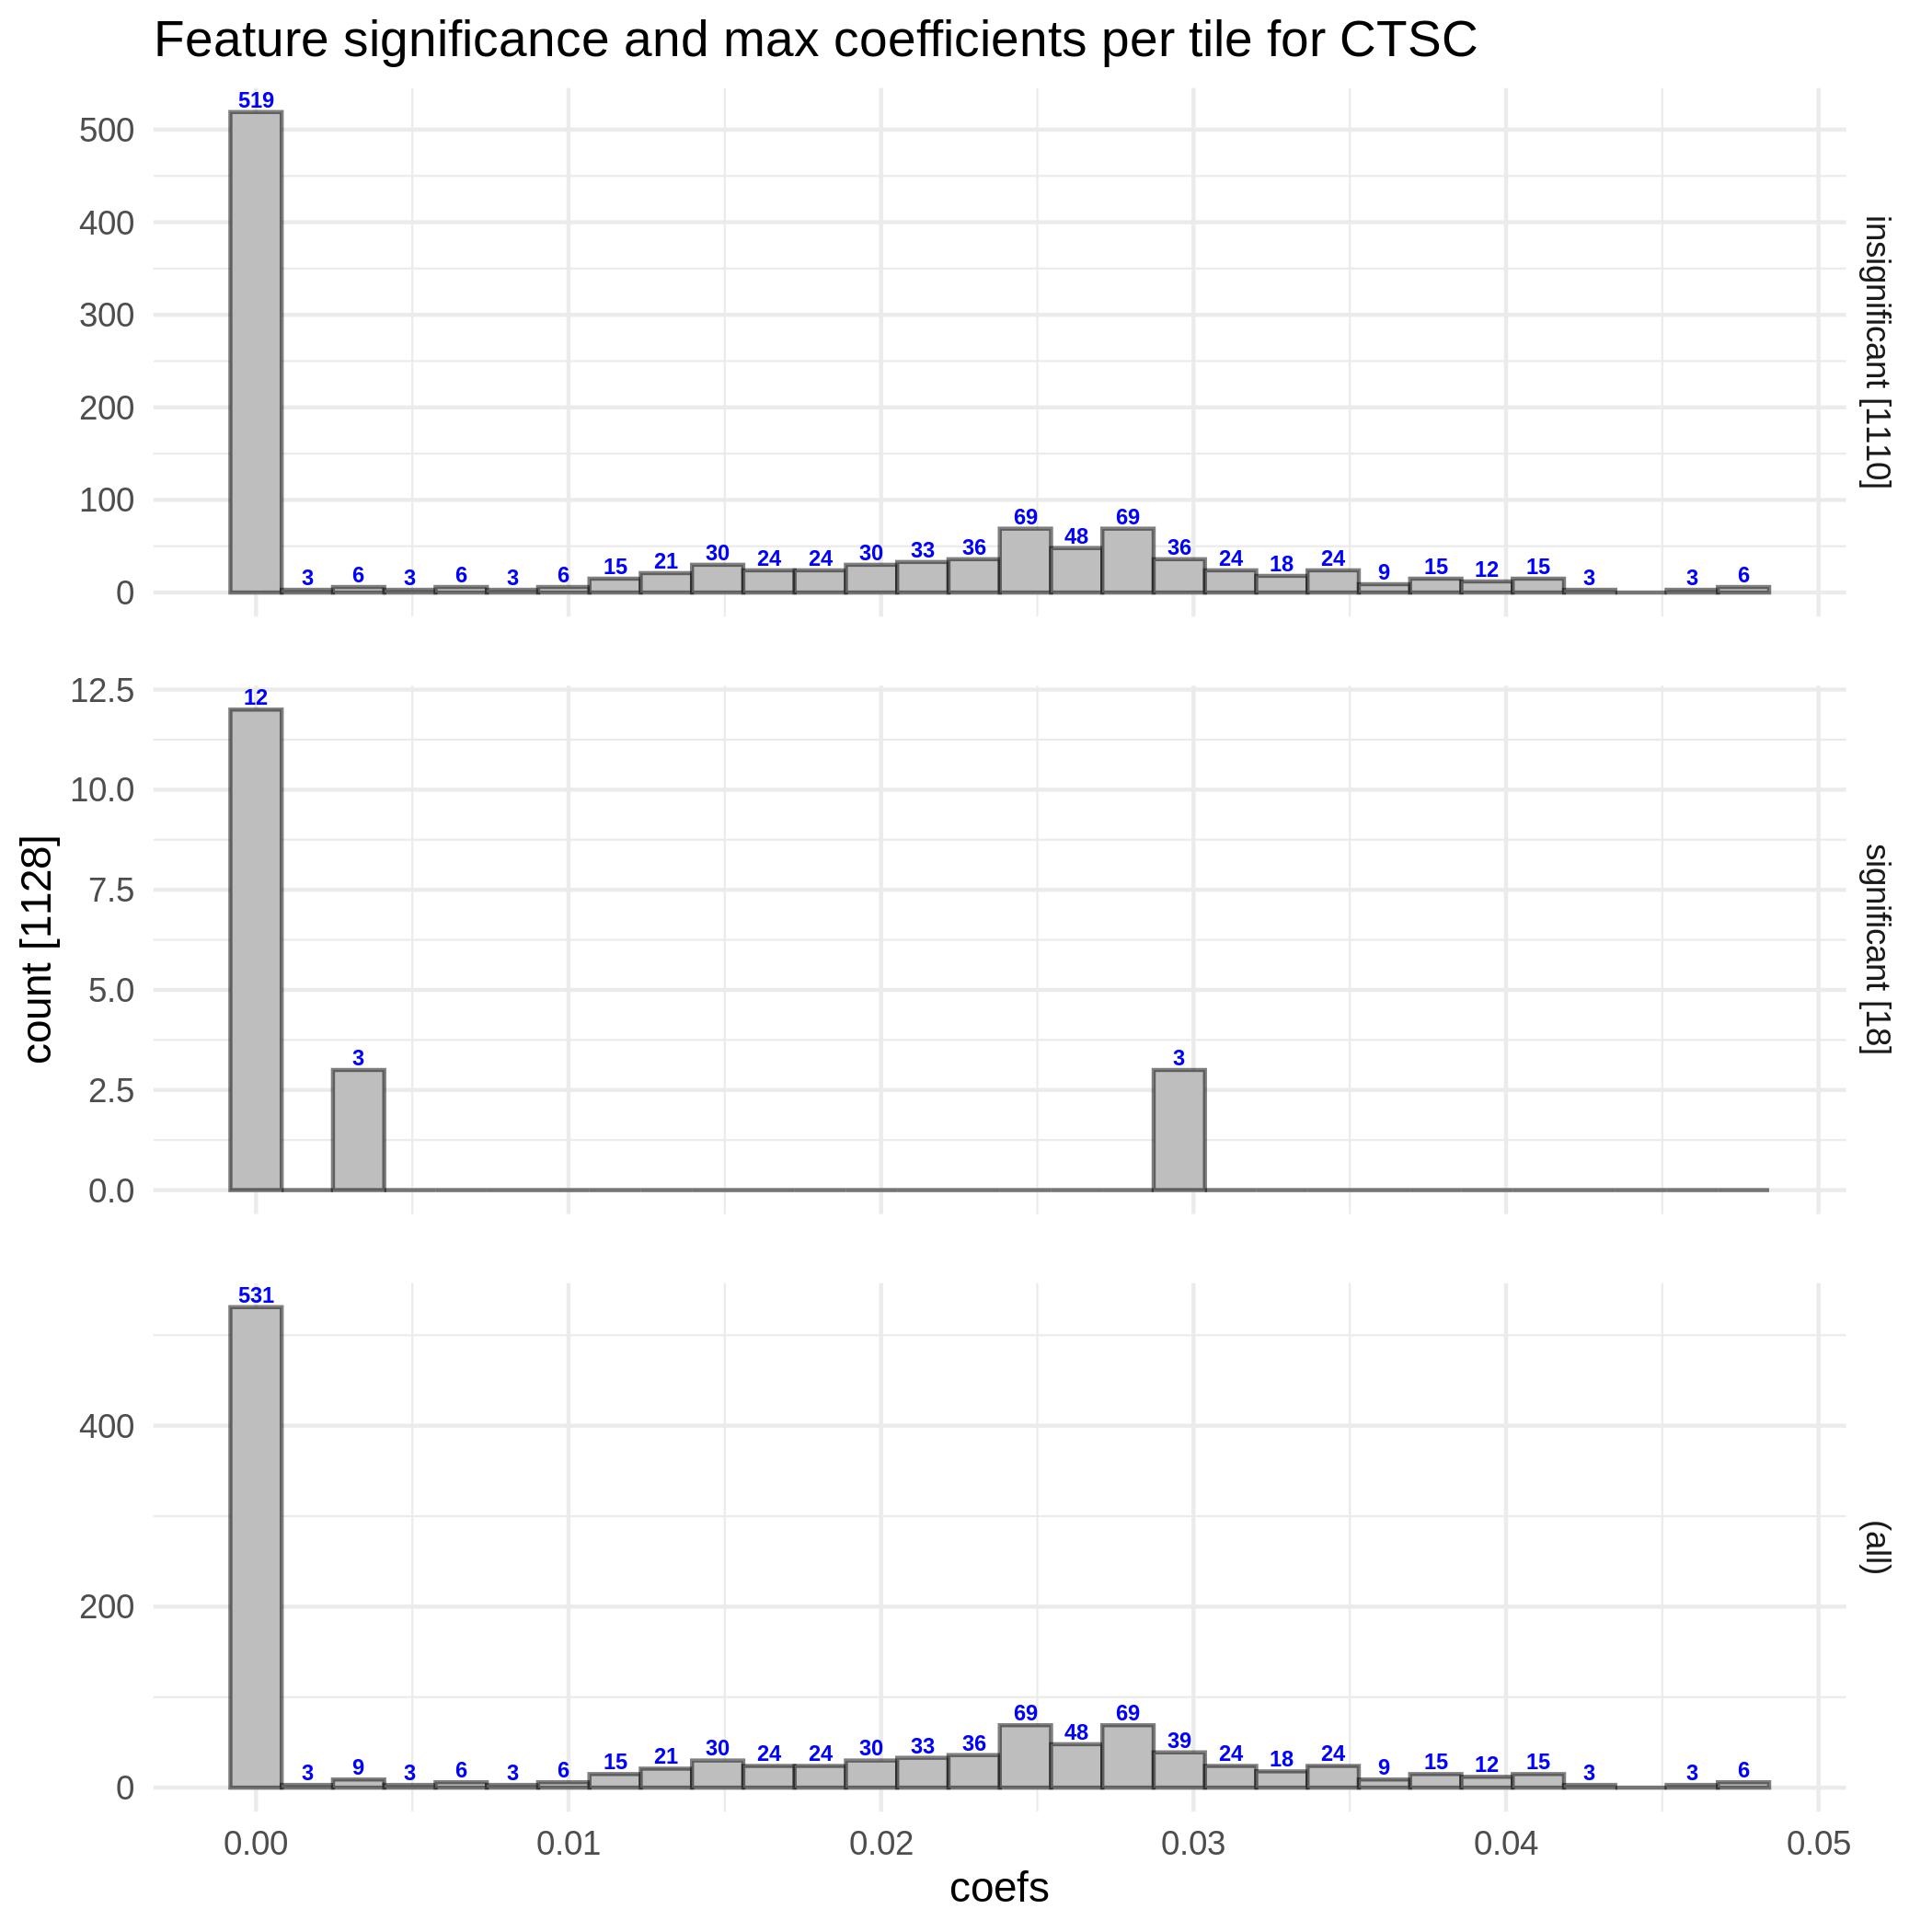 Feature significance and max coefficients per tile for CTSC
519
3 6 3 6 3 6 15 21 30 24 24 30 33 36 69 48 69 36 24 18 24 9 15 12 15 3 3 6
500
400
300
200
100
0
insignificant [1110]
12
3 3
12.5
10.0
7.5
5.0
2.5
0.0
significant [18]
count [1128]
531
3 9 3 6 3 6 15 21 30 24 24 30 33 36 69 48 69 39 24 18 24 9 15 12 15 3 3 6
400
200
0
(all)
0.00 0.01 0.02 0.03 0.04 0.05
coefs